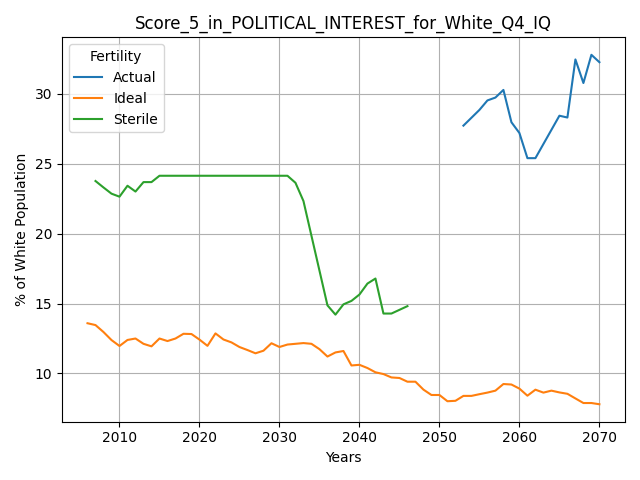 Score_5_in_POLITICAL_INTEREST_for_White_Q4_IQ
Fertility
Actual
Ideal
Sterile
% of White Population
30
25
20
15
10
2010 2020 2030 2040 2050 2060 2070
Years